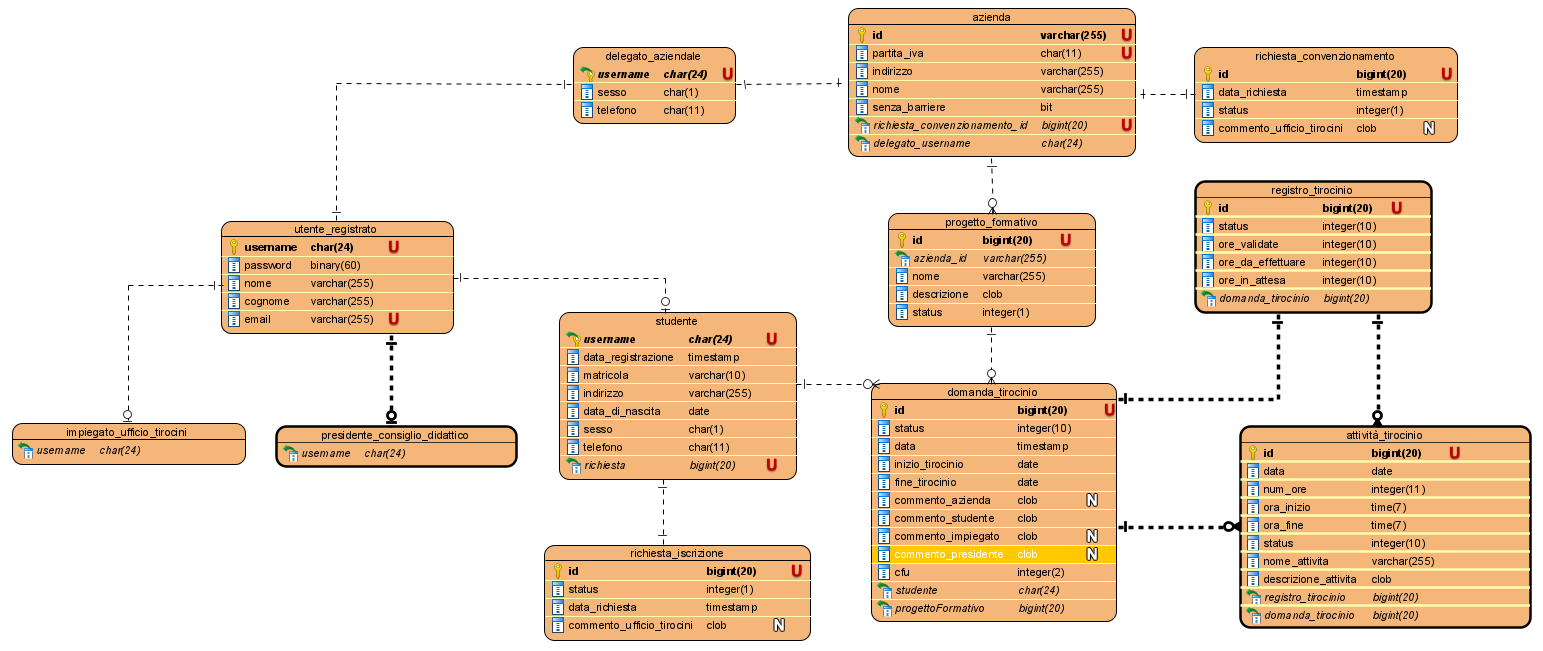 azienda
id varchar(255) U
partita_iva char(11) U
indirizzo varchar(255)
nome varchar(255)
senza_barriere bit
richiesta_convenzionamento_id bigint(20) U
delegato_username char(24)
delegato_aziendale
username char(24) U
sesso char(1)
telefono char(11)
richiesta_convenzionamento
id bigint(20) U
data_richiesta timestamp
status integer(1)
commento_ufficio_tirocini clob N
registro_tirocinio
id bigint(20) U
status integer(10)
ore_validate integer(10)
ore_da_effettuare integer(10)
ore_in_attesa integer(10)
domanda_tirocinio bigint(20)
utente_registrato
username char(24) U
password binary(60)
nome varchar(255)
cognome varchar(255)
email varchar(255) U
progetto_formativo
id bigint(20) U
azienda_id varchar(255)
nome varchar(255)
descrizione clob
status integer(1)
studente
username char(24) U
data_registrazione timestamp
matricola varchar(10)
indirizzo varchar(255)
data_di_nascita date
sesso char(1)
telefono char(11)
richiesta bigint(20) U
impiegato_ufficio_tirocini
username char(24)
presidente_consiglio_didattico
username char(24)
domanda_tirocinio
id bigint(20) U
status integer(10)
data timestamp
inizio_tirocinio date
fine_tirocinio date
commento_azienda clob N
commento_studente clob
commento_impiegato clob N
commento_presidente clob N
cfu integer(2)
studente char(24)
progettoFormativo bigint(20)
attività_tirocinio
id bigint(20) U
data date
num_ore integer(11)
ora_inizio time(7)
ora_fine time(7)
status integer(10)
nome_attivita varchar(255)
descrizione_attivita clob
registro_tirocinio bigint(20)
domanda_tirocinio bigint(20)
richiesta_iscrizione
id bigint(20) U
status integer(1)
data_richiesta timestamp
commento_ufficio_tirocini clob N